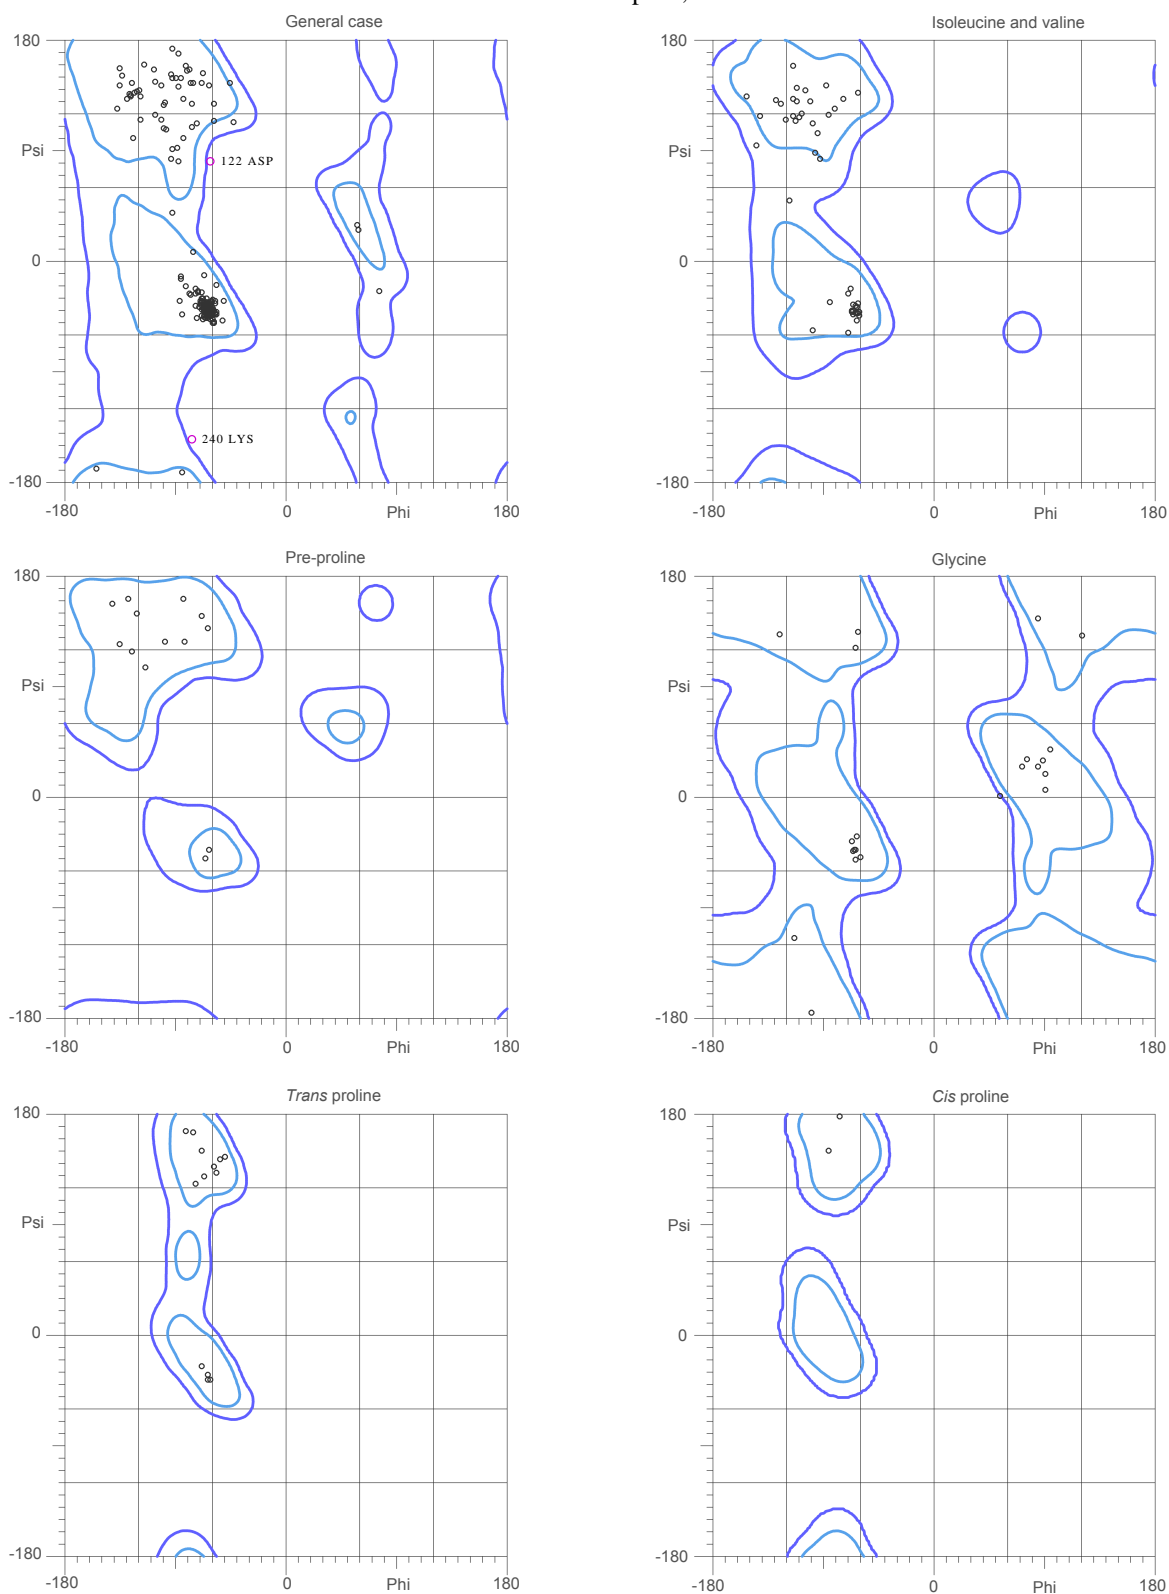 General case
Isoleucine and valine
180
Psi
122 ASP
0
240 LYS
-180
-180
0
Phi
180
180
Psi
0
-180
-180
0
Phi
180
Pre-proline
Glycine
180
Psi
0
-180
-180
0
Phi
180
180
Psi
0
-180
-180
0
Phi
180
Trans proline
Cis proline
180
Psi
0
-180
-180
0
Phi
180
180
Psi
0
-180
-180
0
Phi
180